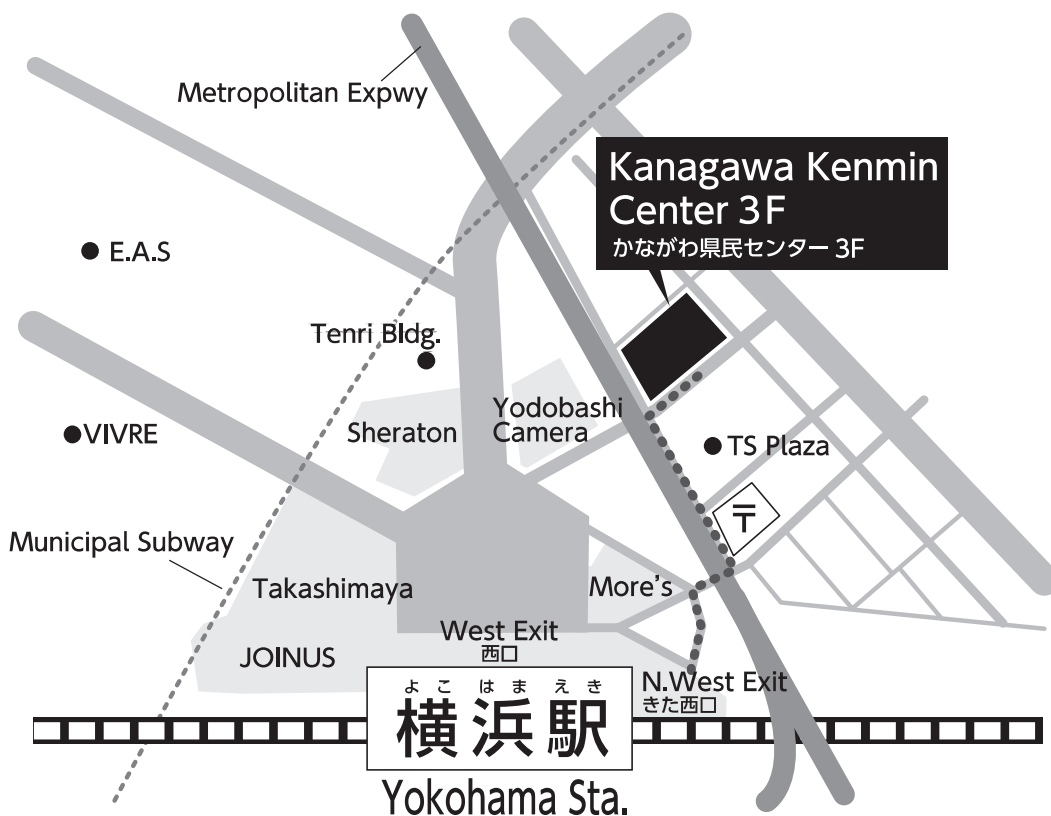 Metropolitan Expwy
Kanagawa Kenmin
Center 3F
かながわ県民センター 3F
E.A.S
Tenri Bldg.
Yodobashi
Camera
Sheraton
VIVRE
TS Plaza
〒
Municipal Subway
Takashimaya
More's
West Exit
西口
JOINUS
N.West Exit
きた西口
よこはまえき
横浜駅
Yokohama Sta.